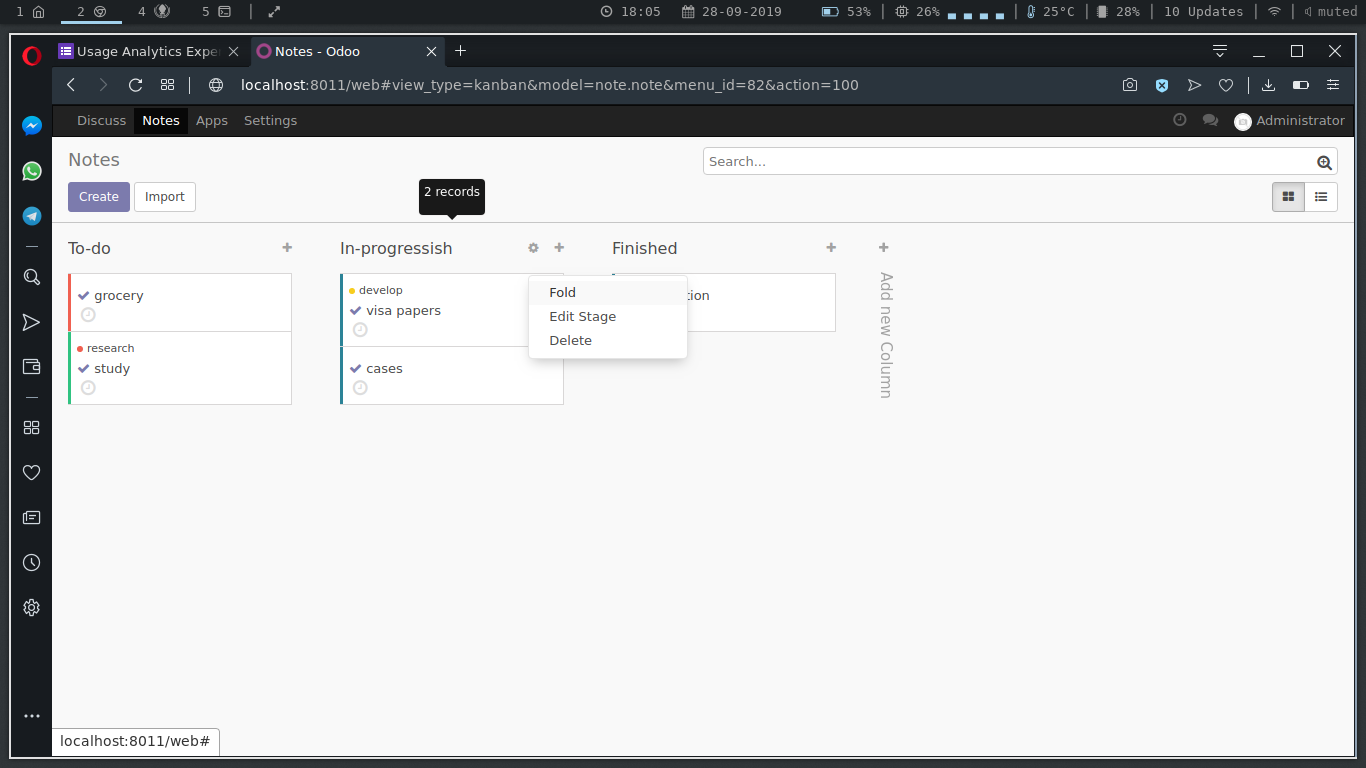 1 2 4 5 18:05 28-09-2019 53% 26% 25°C 28% 10 Updates muted
Usage Analytics Expe
Notes - Odoo
localhost:8011/web#view_type=kanban&model=note.note&menu_id=82&action=100
Discuss Notes Apps Settings Administrator
Notes
Search...
Create Import
2 records
To-do
In-progressish
Finished
Add new Column
grocery
research
study
develop
visa papers
cases
Fold
Edit Stage
Delete
tion
localhost:8011/web#